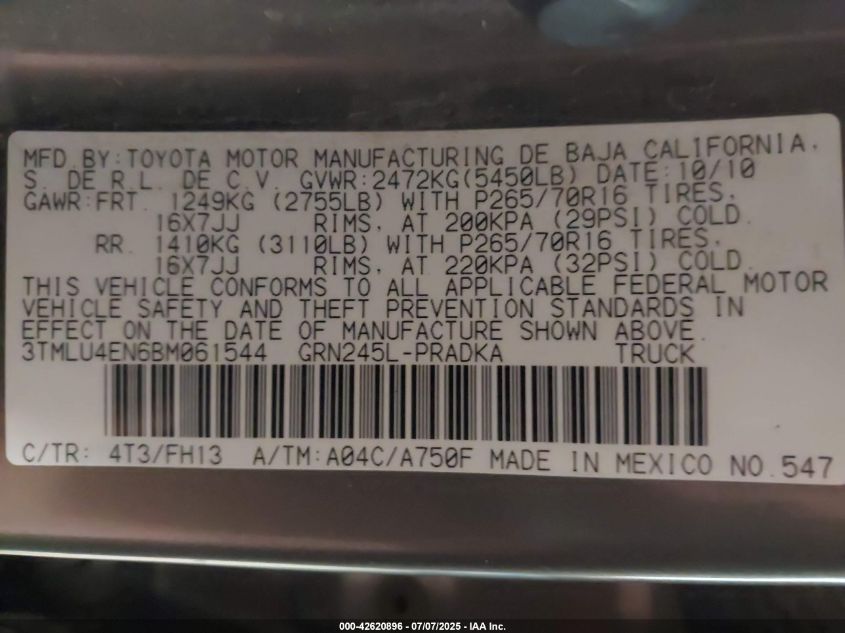 MFD. BY: TOYOTA MOTOR MANUFACTURING DE BAJA CALIFORNIA,
S. DE R.L. DE C.V. GVWR:2472KG(5450LB) DATE:10/10
GAWR:FRT. 1249KG (2755LB) WITH P265/70R16 TIRES,
16X7JJ RIMS, AT 200KPA (29PSI) COLD.
RR. 1410KG (3110LB) WITH P265/70R16 TIRES,
16X7JJ RIMS, AT 220KPA (32PSI) COLD.
THIS VEHICLE CONFORMS TO ALL APPLICABLE FEDERAL MOTOR
VEHICLE SAFETY AND THEFT PREVENTION STANDARDS IN
EFFECT ON THE DATE OF MANUFACTURE SHOWN ABOVE.
3TMLU4EN6BM061544 GRN245L-PRADKA TRUCK
C/TR: 4T3/FH13 A/TM:A04C/A750F MADE IN MEXICO NO.547
000-42620896 - 07/07/2025 - IAA Inc.